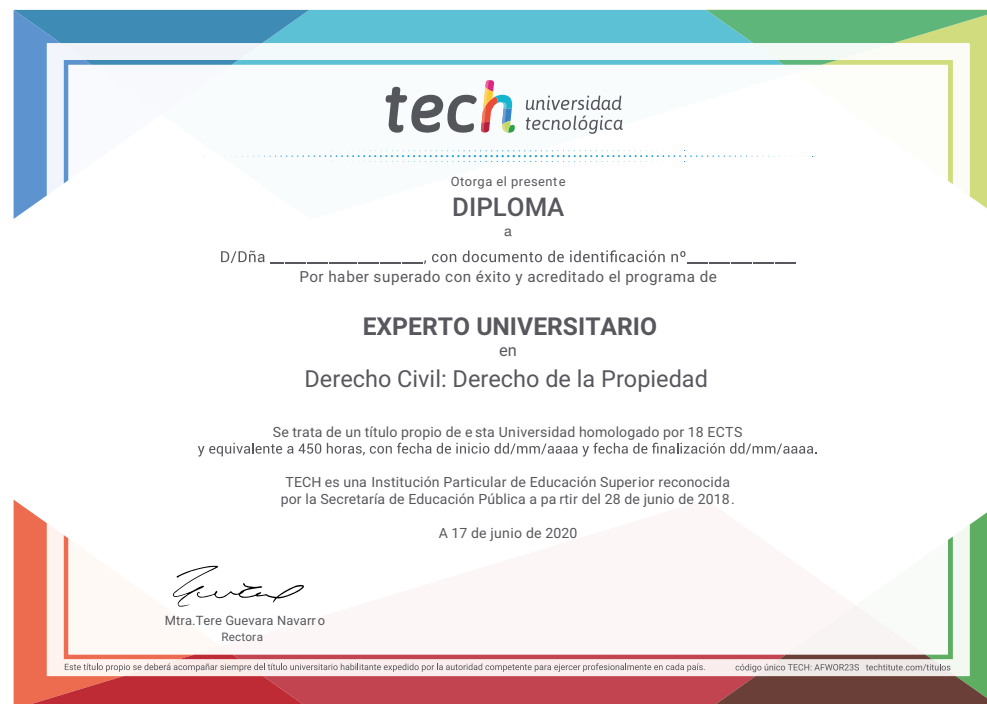 tech universidad
tecnológica
Otorga el presente
DIPLOMA
a
D/Dña ____________________, con documento de identificación nº______________
Por haber superado con éxito y acreditado el programa de
EXPERTO UNIVERSITARIO
en
Derecho Civil: Derecho de la Propiedad
Se trata de un título propio de esta Universidad homologado por 18 ECTS
y equivalente a 450 horas, con fecha de inicio dd/mm/aaaa y fecha de finalización dd/mm/aaaa.
TECH es una Institución Particular de Educación Superior reconocida
por la Secretaría de Educación Pública a partir del 28 de junio de 2018.
A 17 de junio de 2020
Mtra.Tere Guevara Navarro
Rectora
Este título propio se deberá acompañar siempre del título universitario habilitante expedido por la autoridad competente para ejercer profesionalmente en cada país. código único TECH: AFWOR23S techtitute.com/titulos